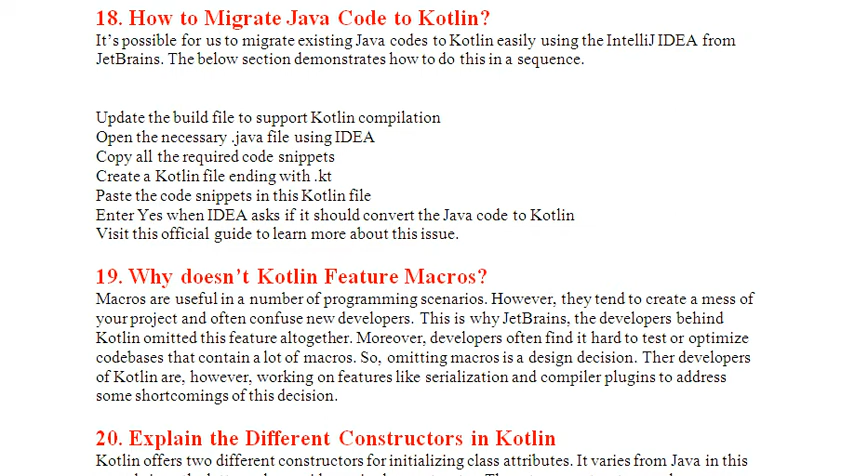 18. How to Migrate Java Code to Kotlin?
It’s possible for us to migrate existing Java codes to Kotlin easily using the IntelliJ IDEA from
JetBrains. The below section demonstrates how to do this in a sequence.
Update the build file to support Kotlin compilation
Open the necessary .java file using IDEA
Copy all the required code snippets
Create a Kotlin file ending with .kt
Paste the code snippets in this Kotlin file
Enter Yes when IDEA asks if it should convert the Java code to Kotlin
Visit this official guide to learn more about this issue.
19. Why doesn’t Kotlin Feature Macros?
Macros are useful in a number of programming scenarios. However, they tend to create a mess of
your project and often confuse new developers. This is why JetBrains, the developers behind
Kotlin omitted this feature altogether. Moreover, developers often find it hard to test or optimize
codebases that contain a lot of macros. So, omitting macros is a design decision. Ther developers
of Kotlin are, however, working on features like serialization and compiler plugins to address
some shortcomings of this decision.
20. Explain the Different Constructors in Kotlin
Kotlin offers two different constructors for initializing class attributes. It varies from Java in this